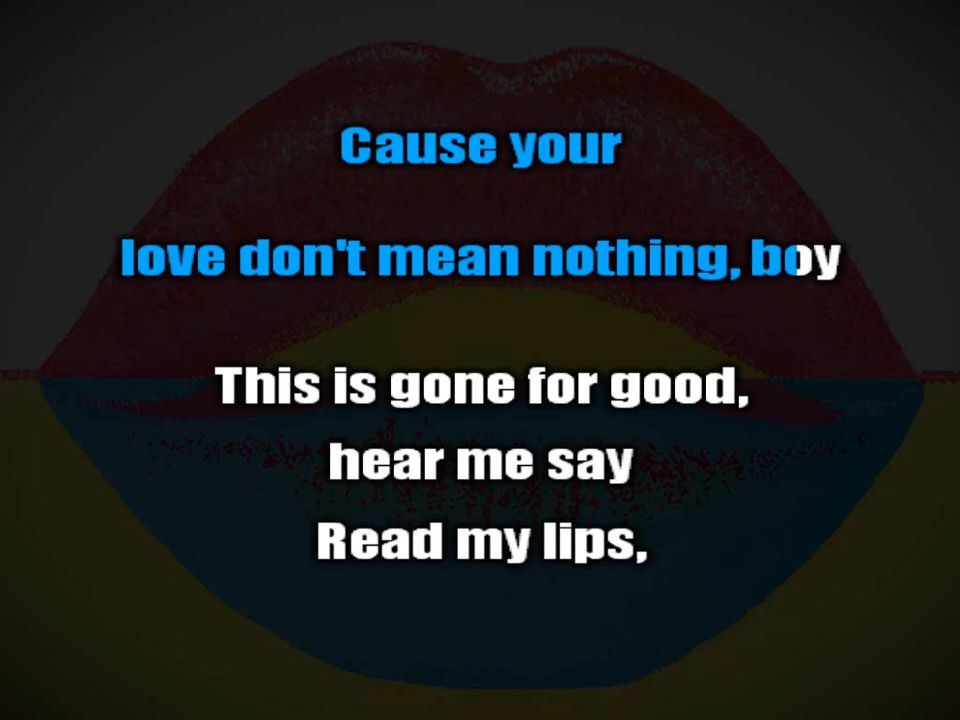 Cause your
love don't mean nothing, boy
This is gone for good,
hear me say
Read my lips,